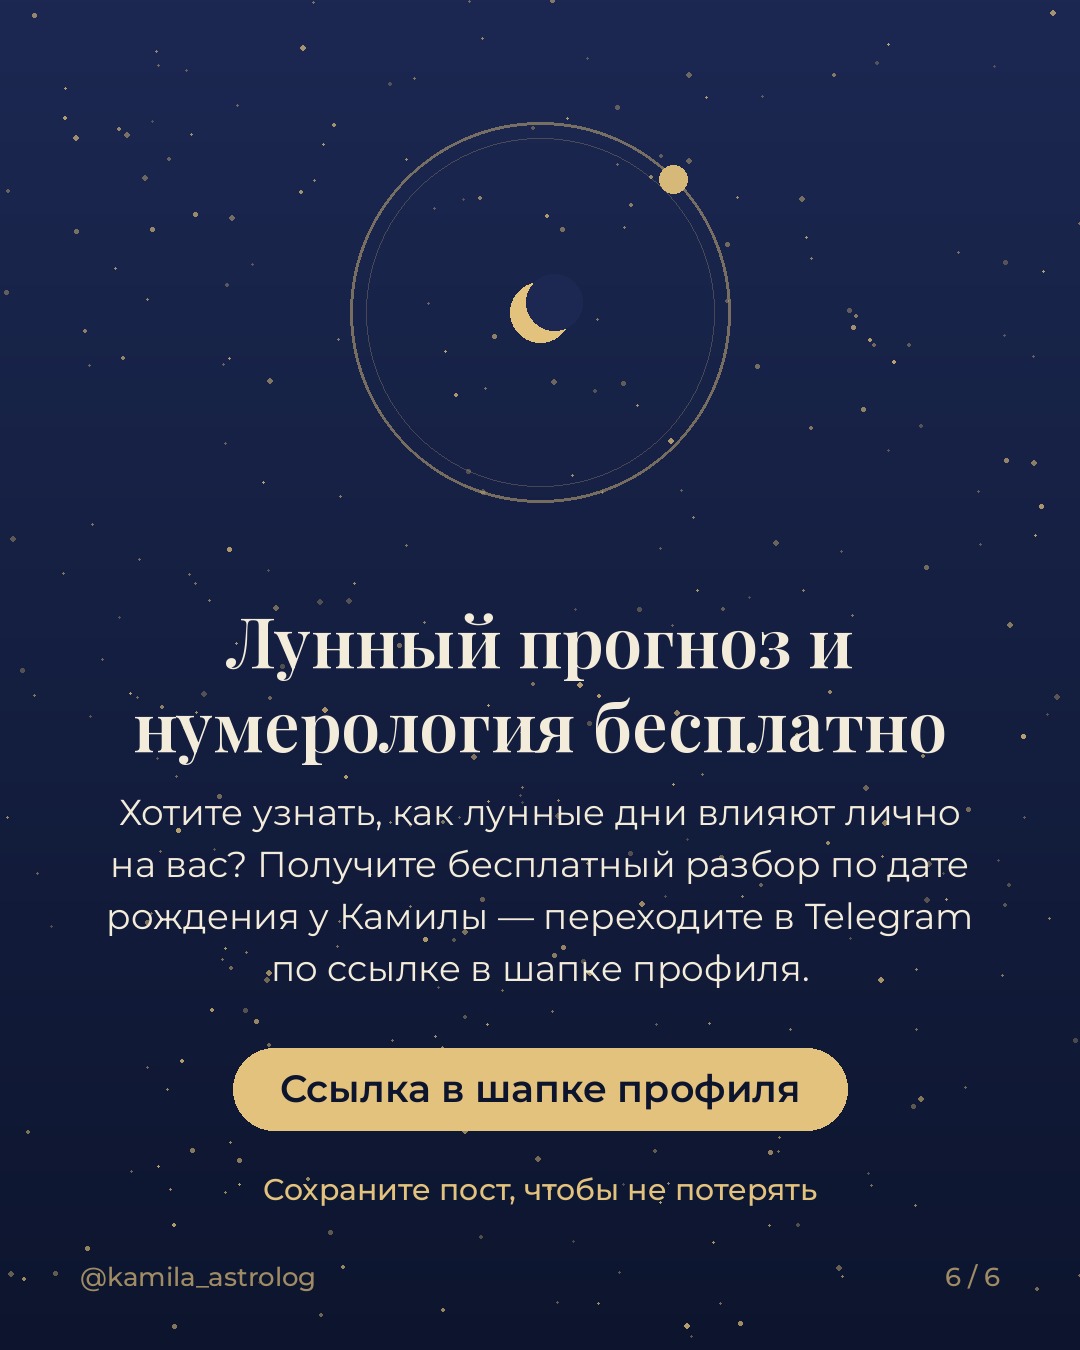 Лунный прогноз и
нумерология бесплатно
Хотите узнать, как лунные дни влияют лично
на вас? Получите бесплатный разбор по дате
рождения у Камилы — переходите в Telegram
по ссылке в шапке профиля.
Ссылка в шапке профиля
Сохраните пост, чтобы не потерять
@kamila_astrolog
6 / 6